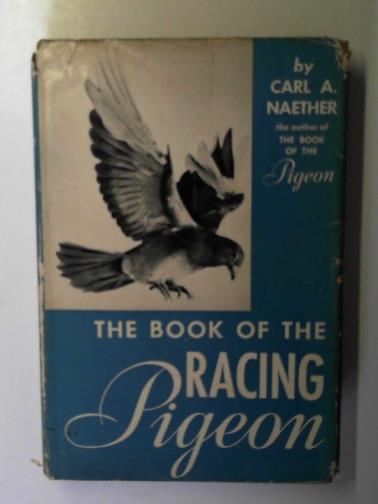 by
CARL A.
NAETHER
the author of
THE BOOK
OF THE
Pigeon
THE BOOK OF THE
RACING
Pigeon